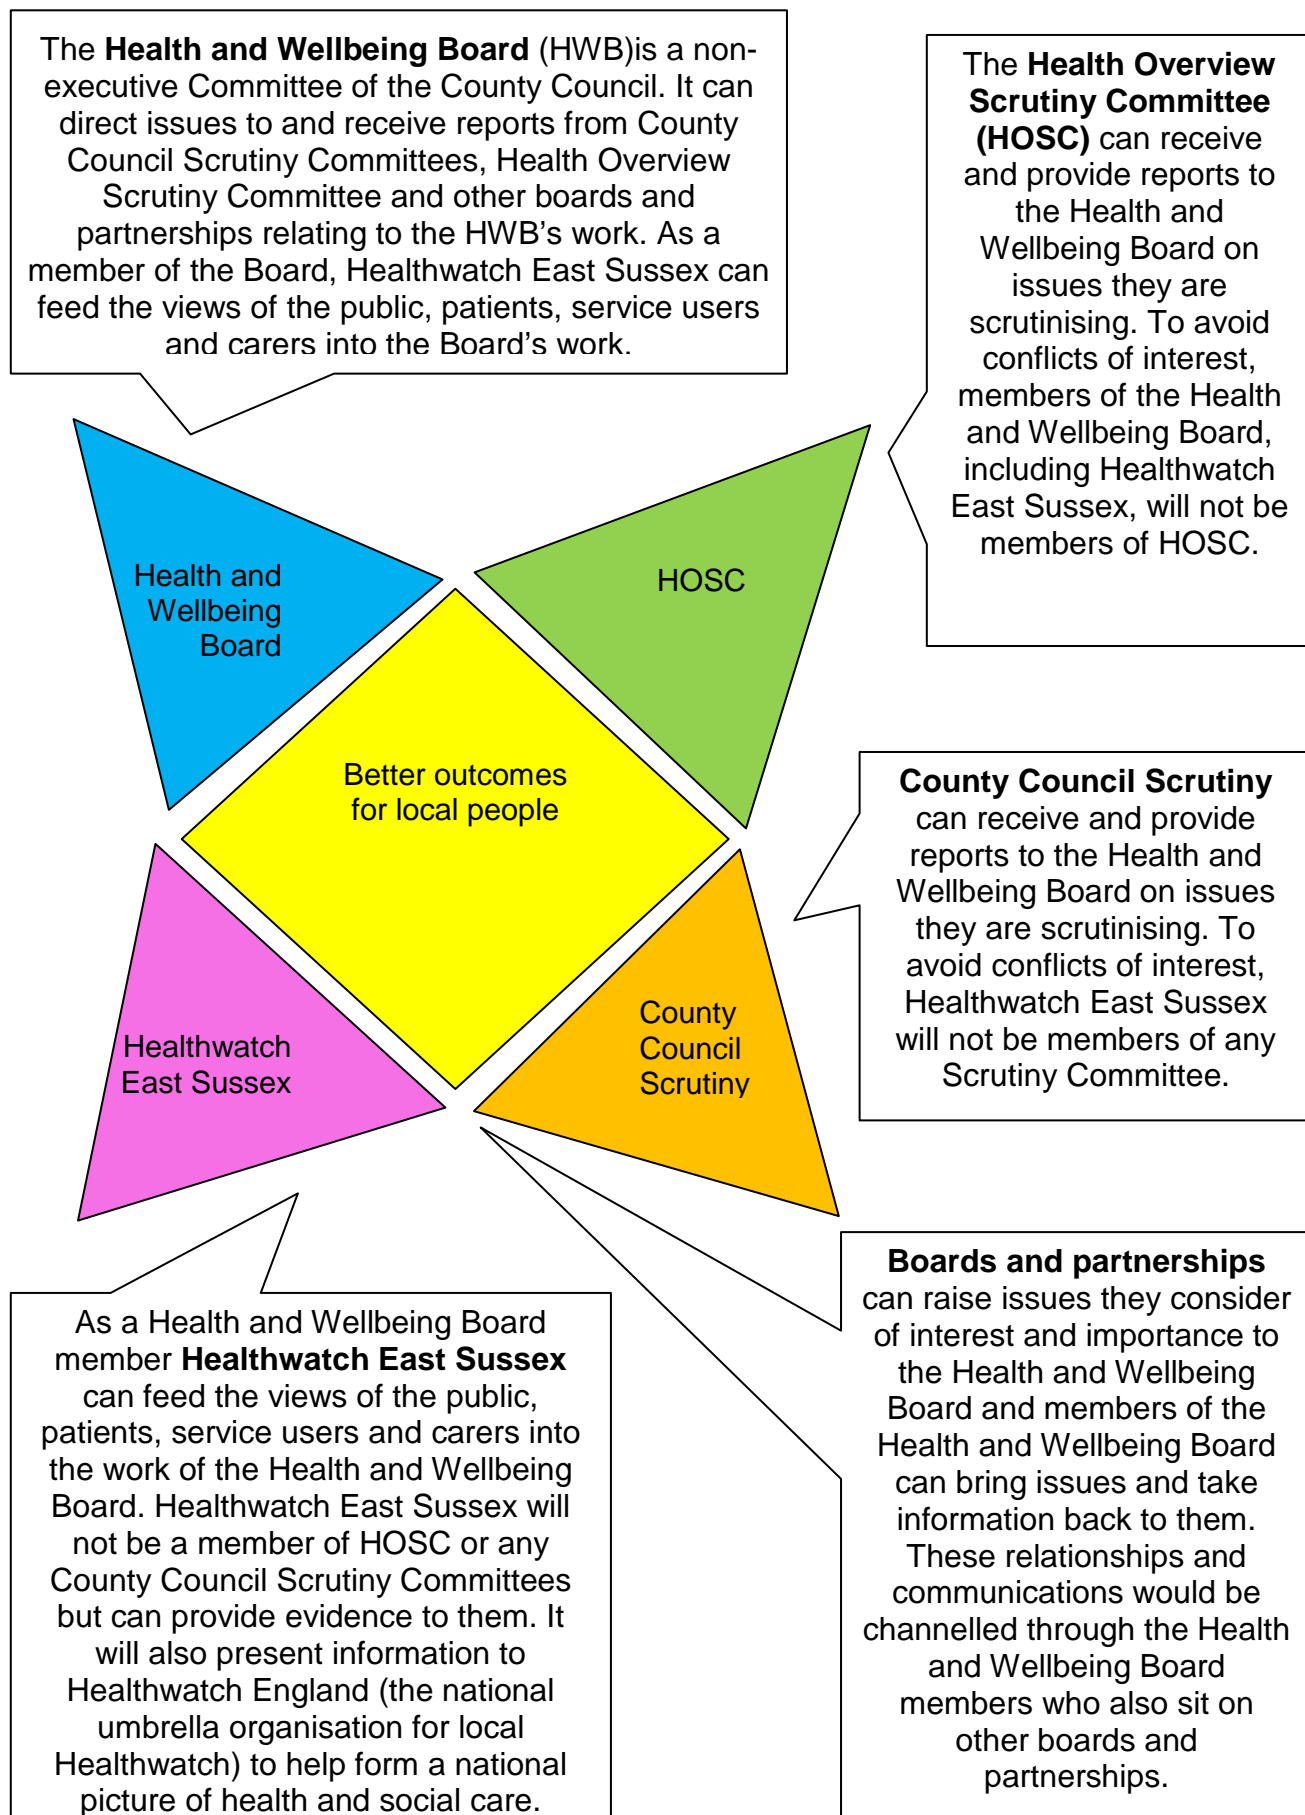 The Health and Wellbeing Board (HWB)is a non-
executive Committee of the County Council. It can
direct issues to and receive reports from County
Council Scrutiny Committees, Health Overview
Scrutiny Committee and other boards and
partnerships relating to the HWB’s work. As a
member of the Board, Healthwatch East Sussex can
feed the views of the public, patients, service users
and carers into the Board’s work.
The Health Overview
Scrutiny Committee
(HOSC) can receive
and provide reports to
the Health and
Wellbeing Board on
issues they are
scrutinising. To avoid
conflicts of interest,
members of the Health
and Wellbeing Board,
including Healthwatch
East Sussex, will not be
members of HOSC.
Health and
Wellbeing
Board
HOSC
Better outcomes
for local people
County Council Scrutiny
can receive and provide
reports to the Health and
Wellbeing Board on issues
they are scrutinising. To
avoid conflicts of interest,
Healthwatch East Sussex
will not be members of any
Scrutiny Committee.
Healthwatch
East Sussex
County
Council
Scrutiny
As a Health and Wellbeing Board
member Healthwatch East Sussex
can feed the views of the public,
patients, service users and carers into
the work of the Health and Wellbeing
Board. Healthwatch East Sussex will
not be a member of HOSC or any
County Council Scrutiny Committees
but can provide evidence to them. It
will also present information to
Healthwatch England (the national
umbrella organisation for local
Healthwatch) to help form a national
picture of health and social care.
Boards and partnerships
can raise issues they consider
of interest and importance to
the Health and Wellbeing
Board and members of the
Health and Wellbeing Board
can bring issues and take
information back to them.
These relationships and
communications would be
channelled through the Health
and Wellbeing Board
members who also sit on
other boards and
partnerships.